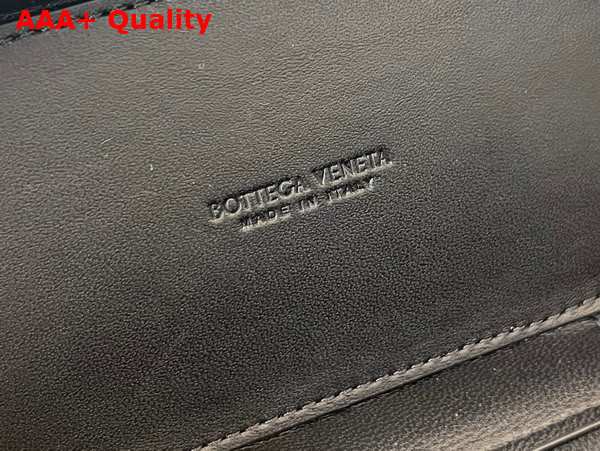 AAA+ Quality
BOTTEGA VENETA
MADE IN ITALY